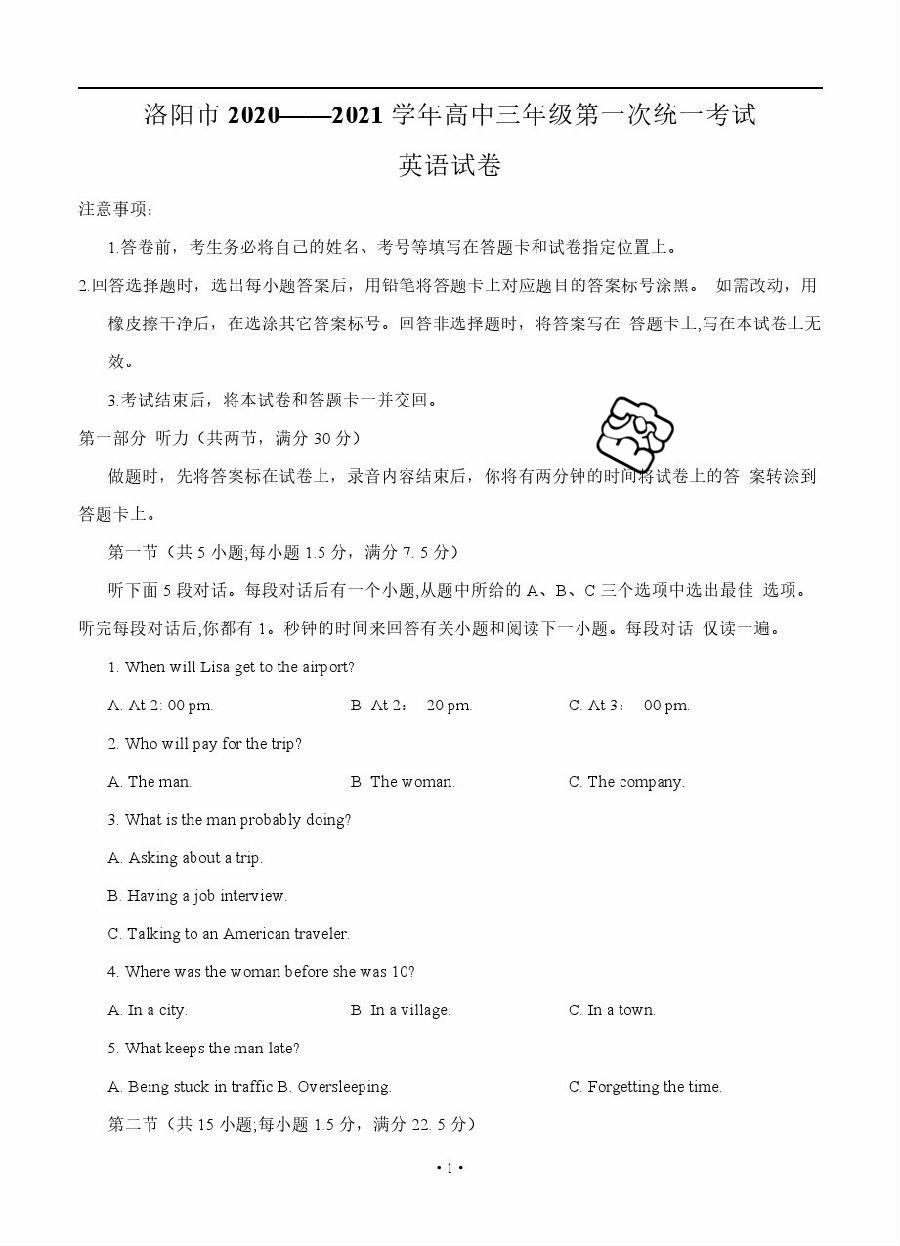 洛阳市 2020——2021 学年高中三年级第一次统一考试
英语试卷
注意事项:
1.答卷前，考生务必将自己的姓名、考号等填写在答题卡和试卷指定位置上。
2.回答选择题时，选出每小题答案后，用铅笔将答题卡上对应题目的答案标号涂黑。 如需改动，用
橡皮擦干净后，在选涂其它答案标号。回答非选择题时，将答案写在 答题卡上,写在本试卷上无
效。
3.考试结束后，将本试卷和答题卡一并交回。
第一部分 听力（共两节，满分 30 分）
做题时，先将答案标在试卷上，录音内容结束后，你将有两分钟的时间将试卷上的答 案转涂到
答题卡上。
第一节（共 5 小题;每小题 1.5 分，满分 7. 5 分）
听下面 5 段对话。每段对话后有一个小题,从题中所给的 A、B、C 三个选项中选出最佳 选项。
听完每段对话后,你都有 1。秒钟的时间来回答有关小题和阅读下一小题。每段对话 仅读一遍。
1. When will Lisa get to the airport?
A. At 2: 00 pm. B. At 2： 20 pm. C. At 3： 00 pm.
2. Who will pay for the trip?
A. The man. B. The woman. C. The company.
3. What is the man probably doing?
A. Asking about a trip.
B. Having a job interview.
C. Talking to an American traveler.
4. Where was the woman before she was 10?
A. In a city. B. In a village. C. In a town.
5. What keeps the man late?
A. Being stuck in traffic B. Oversleeping. C. Forgetting the time.
第二节（共 15 小题;每小题 1.5 分，满分 22. 5 分）
• 1 •